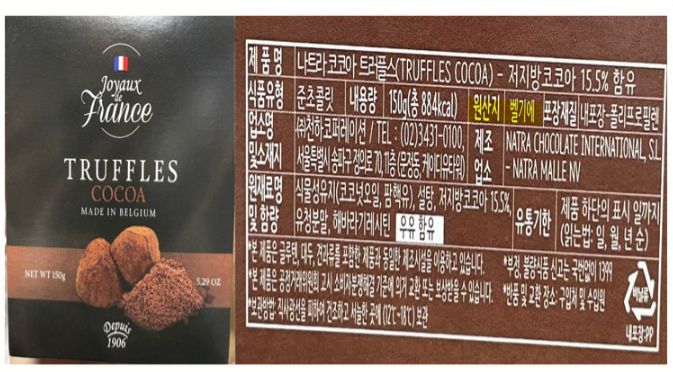 Joyaux
de
France
TRUFFLES
COCOA
MADE IN BELGIUM
NET WT 150g
5.29 OZ
Depuis
1906
제품명 나트라 코코아 트러플스(TRUFFLES COCOA) - 저지방코코아 15.5% 함유
식품유형 준초콜릿 내용량 150g(총 884kcal) 원산지 벨기에 포장재질 내포장-폴리프로필렌
업소명 및 소재지
(주)청하코퍼레이션 / TEL : (02)3431-0100,
서울특별시 송파구 정의로 70, 11층 (문정동, 케이디유타워)
제조업소
NATRA CHOCOLATE INTERNATIONAL, S.L.
- NATRA MALLE NV
원재료명 및 함량
식물성유지(코코넛오일, 팜핵유), 설탕, 저지방코코아 15.5%,
유청분말, 해바라기레시틴 우유 함유
유통기한
제품 하단의 표시 일까지
(읽는법: 일, 월, 년 순)
*본 제품은 글루텐, 대두, 견과류를 포함한 제품과 동일한 제조시설을 이용하고 있습니다.
*부정, 불량식품 신고는 국번없이 1399
*본 제품은 공정거래위원회 고시 소비자분쟁해결 기준에 의거 교환 또는 보상받을 수 있습니다.
*반품 및 교환 장소: 구입처 및 수입원
*보관방법: 직사광선을 피하여 건조하고 서늘한 곳에 (12℃~18℃) 보관
비닐류
내포장:PP